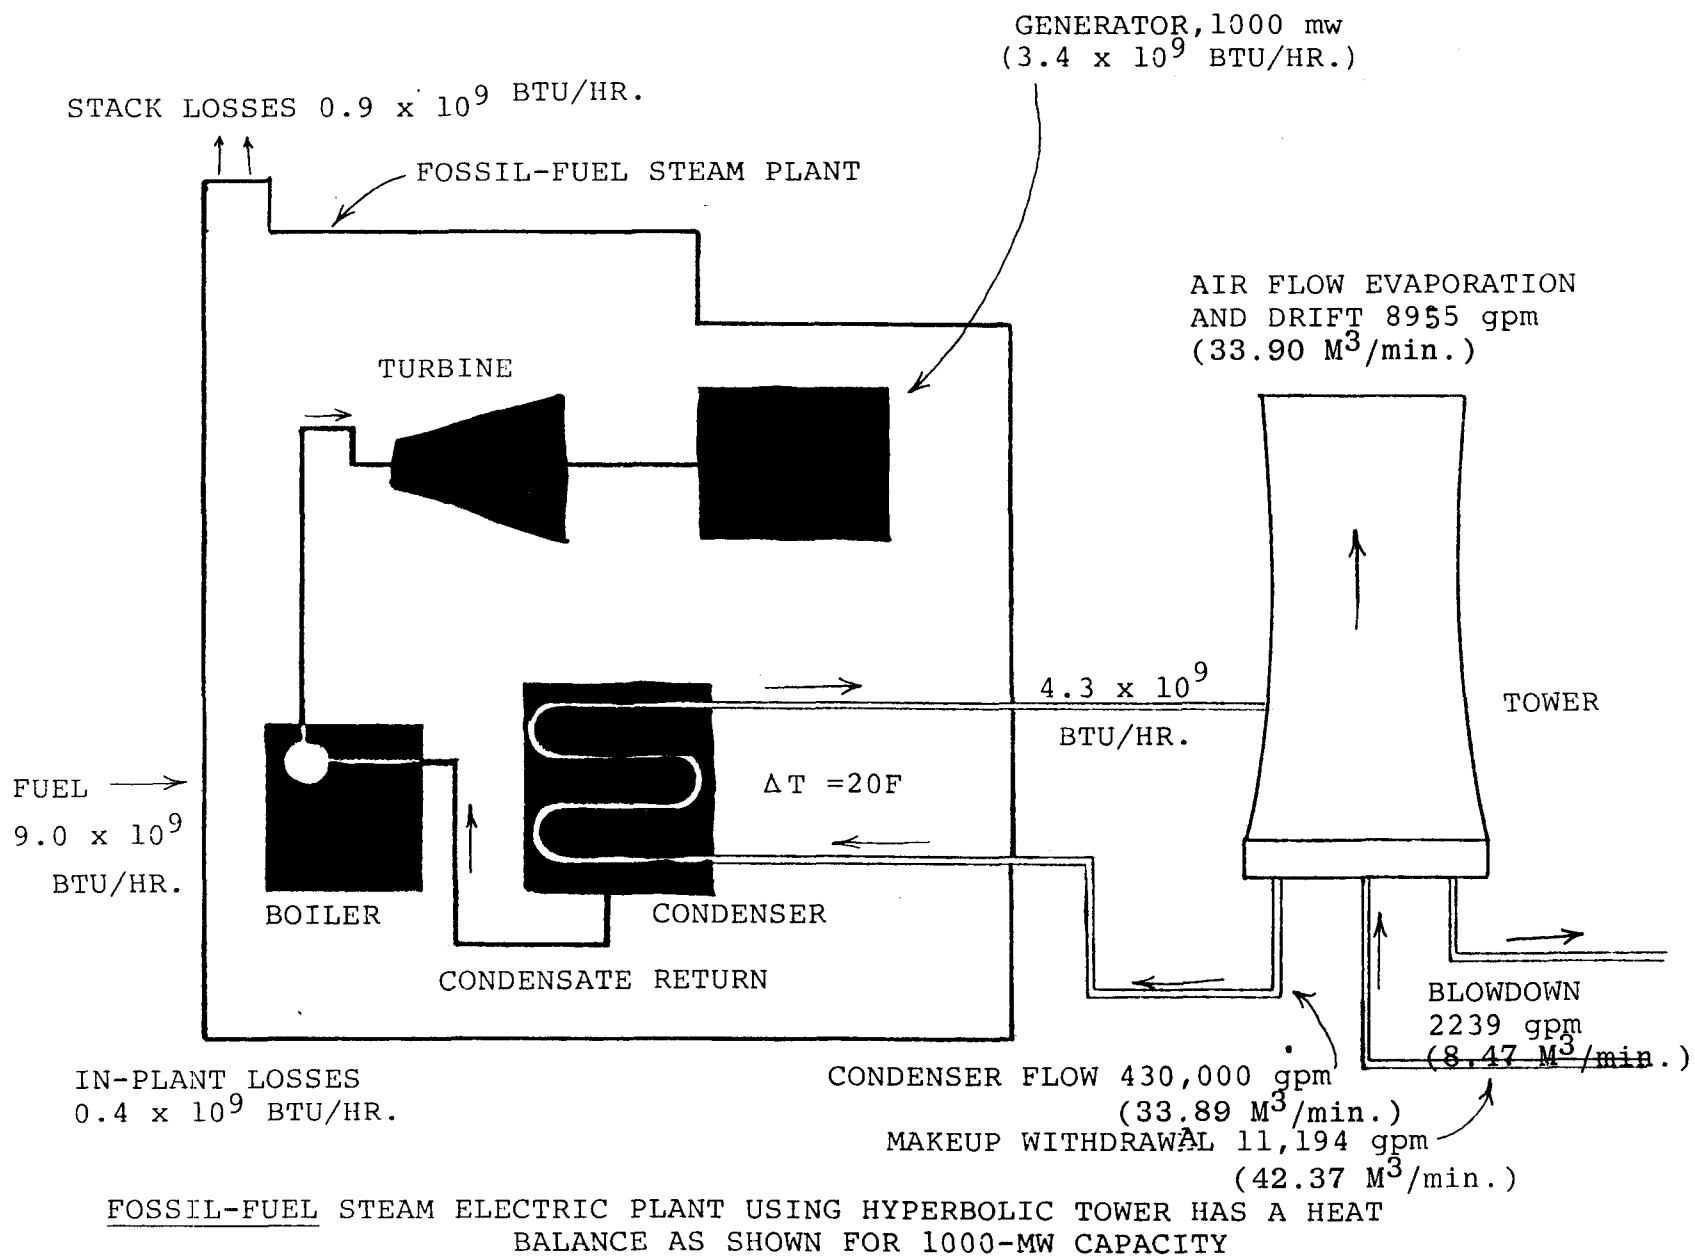 GENERATOR, 1000 mw
(3.4 x 10⁹ BTU/HR.)
STACK LOSSES 0.9 x 10⁹ BTU/HR.
FOSSIL-FUEL STEAM PLANT
AIR FLOW EVAPORATION
AND DRIFT 8955 gpm
(33.90 M³/min.)
TURBINE
4.3 x 10⁹
BTU/HR.
TOWER
ΔT =20F
FUEL
9.0 x 10⁹
BTU/HR.
BOILER
CONDENSER
CONDENSATE RETURN
BLOWDOWN
2239 gpm
(8.47 M³/min.)
IN-PLANT LOSSES
0.4 x 10⁹ BTU/HR.
CONDENSER FLOW 430,000 gpm
(33.89 M³/min.)
MAKEUP WITHDRAWAL 11,194 gpm
(42.37 M³/min.)
FOSSIL-FUEL STEAM ELECTRIC PLANT USING HYPERBOLIC TOWER HAS A HEAT
BALANCE AS SHOWN FOR 1000-MW CAPACITY